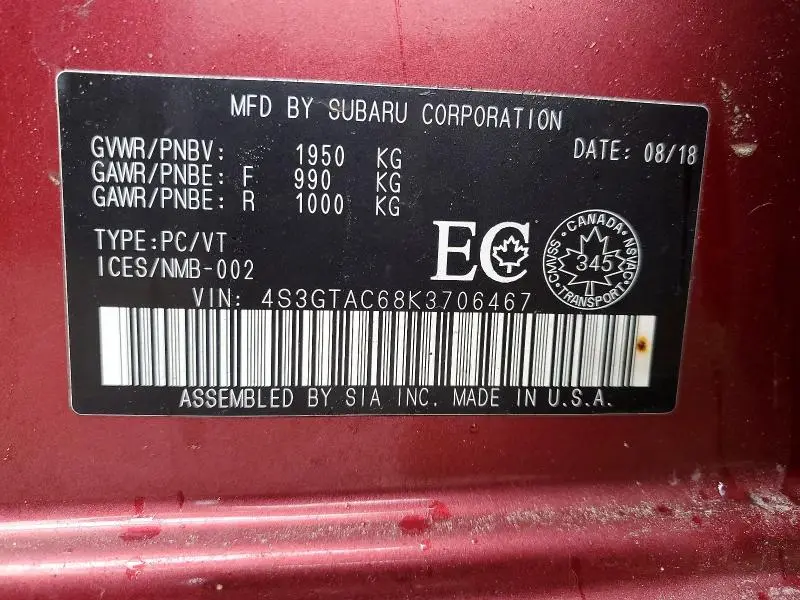 MFD BY SUBARU CORPORATION
GVWR/PNBV: 1950 KG DATE: 08/18
GAWR/PNBE: F 990 KG
GAWR/PNBE: R 1000 KG
TYPE:PC/VT
ICES/NMB-002
EC
CANADA
CMVSS 345 NSVAC
TRANSPORT
VIN: 4S3GTAC68K3706467
ASSEMBLED BY SIA INC. MADE IN U.S.A.